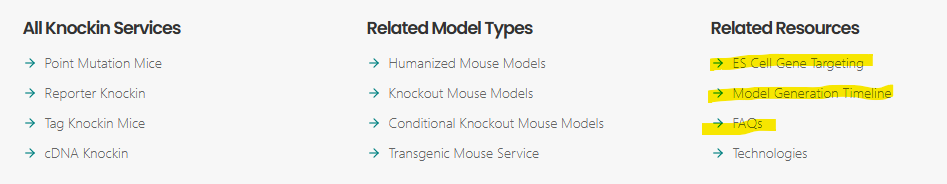 All Knockin Services
Point Mutation Mice
Reporter Knockin
Tag Knockin Mice
cDNA Knockin
Related Model Types
Humanized Mouse Models
Knockout Mouse Models
Conditional Knockout Mouse Models
Transgenic Mouse Service
Related Resources
ES Cell Gene Targeting
Model Generation Timeline
FAQs
Technologies